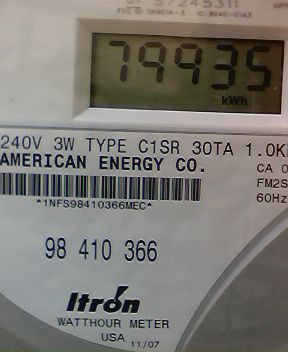 57245311
79935
kWh
240V 3W TYPE C1SR 30TA 1.0K
AMERICAN ENERGY CO.
CA 0
FM2S
*1NFS98410366MEC*
60Hz
98 410 366
Itron
WATTHOUR METER
USA 11/07